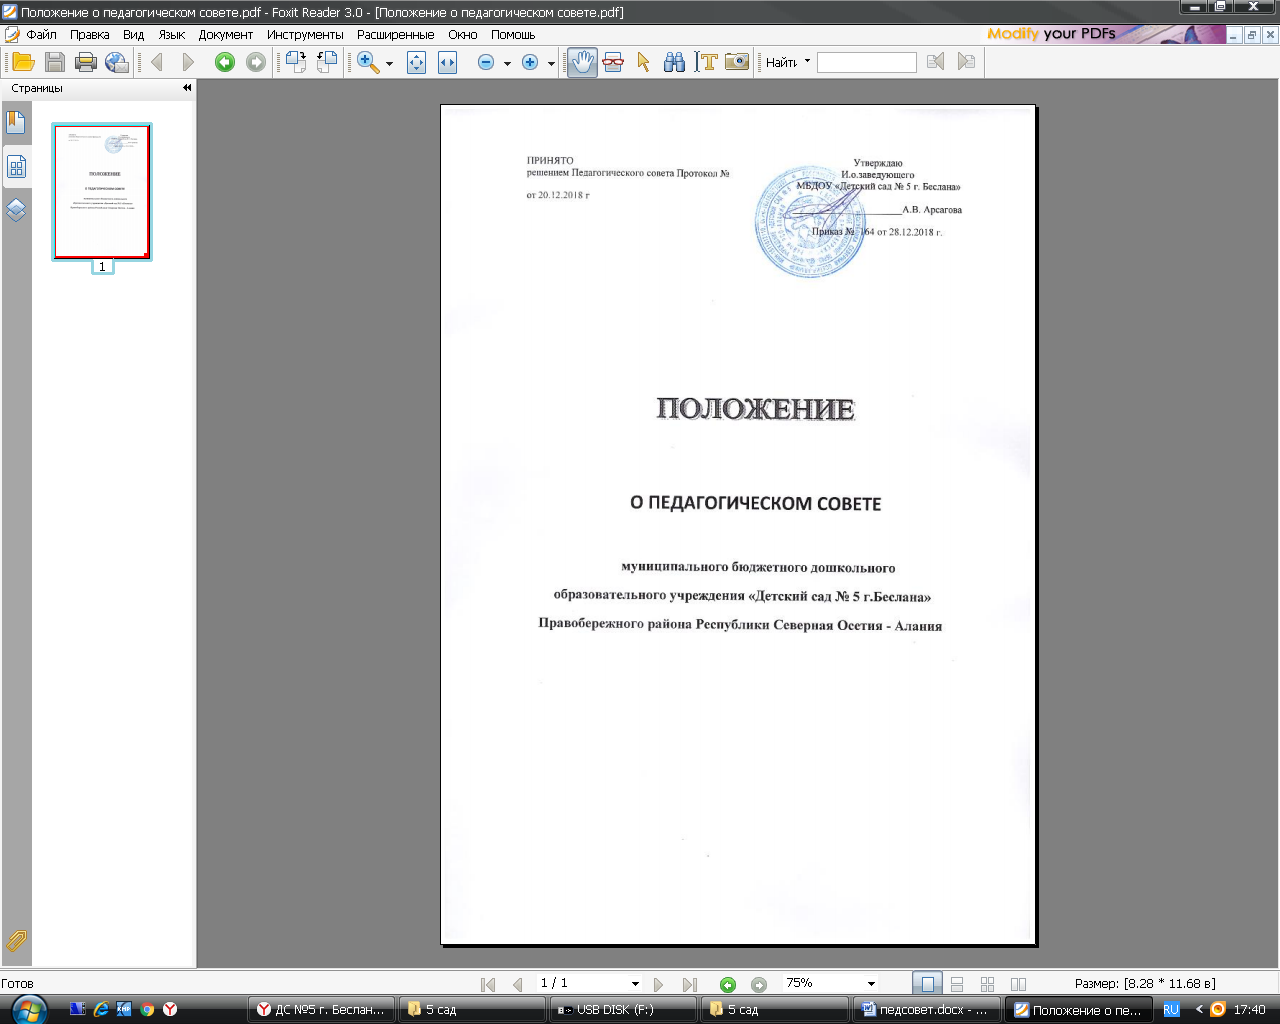 Положение о педагогическом совете.pdf - Foxit Reader 3.0 - [Положение о педагогическом совете.pdf]
Файл Правка Вид Язык Документ Инструменты Расширенные Окно Помощь
Modify your PDFs
Найти
Страницы
ПРИНЯТО
решением Педагогического совета Протокол №
от 20.12.2018 г
Утверждаю
И.о.заведующего
МБДОУ «Детский сад № 5 г. Беслана»
А.В. Арсагова
Приказ № 164 от 28.12.2018 г.
ПОЛОЖЕНИЕ
О ПЕДАГОГИЧЕСКОМ СОВЕТЕ
муниципального бюджетного дошкольного
образовательного учреждения «Детский сад № 5 г.Беслана»
Правобережного района Республики Северная Осетия - Алания
1
Готов
1 / 1
75%
Размер: [8.28 * 11.68 в]
ДС №5 г. Беслан...
5 сад
USB DISK (F:)
5 сад
педсовет.docx - ...
Положение о пе...
RU
17:40